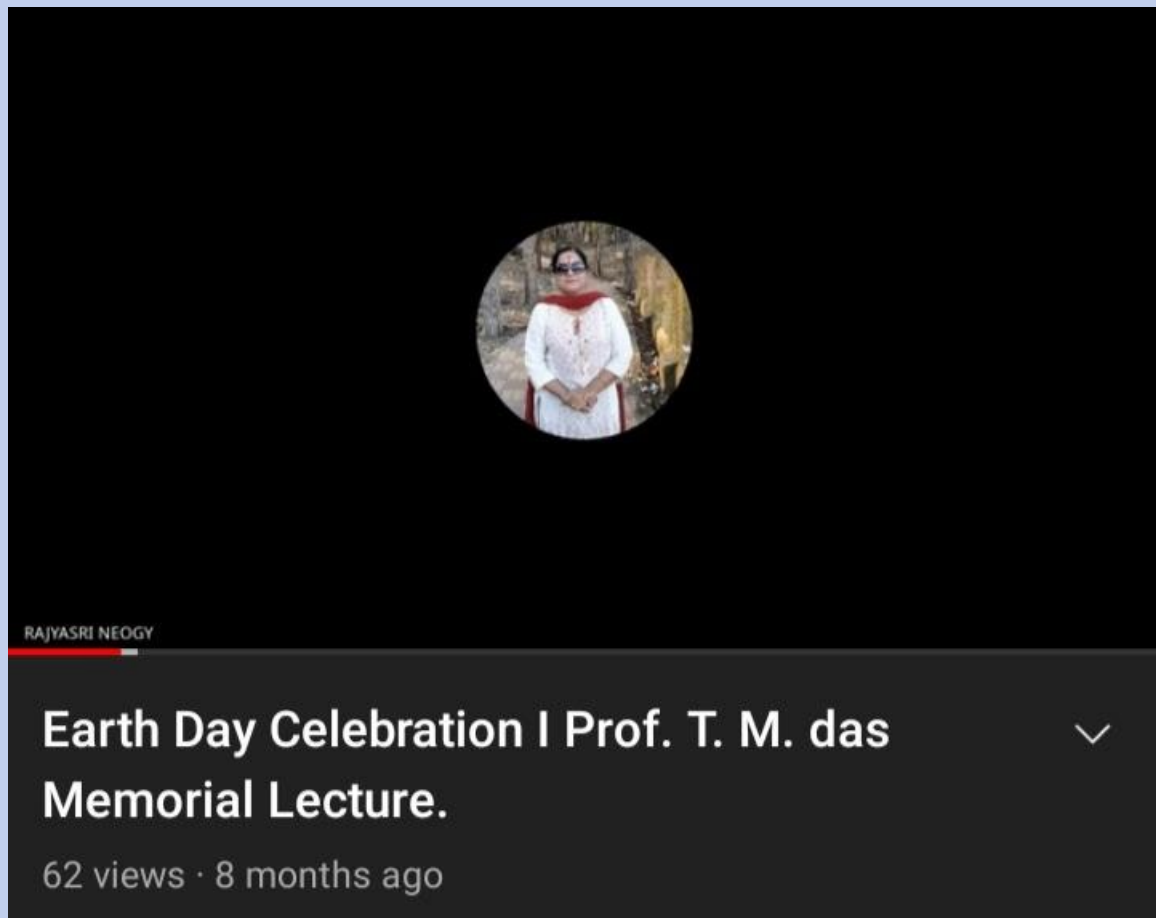 RAJYASRI NEOGY
Earth Day Celebration I Prof. T. M. das
Memorial Lecture.
62 views · 8 months ago